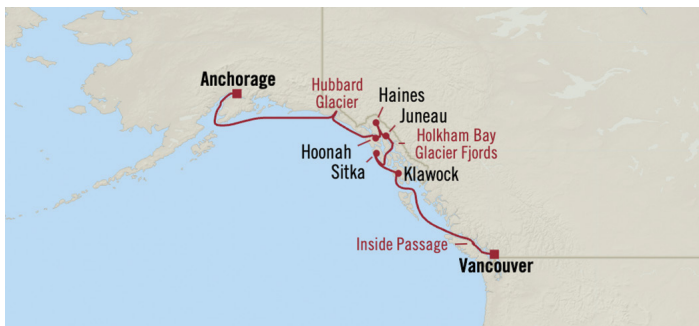 Anchorage
Hubbard
Glacier
Haines
Juneau
Holkham Bay
Glacier Fjords
Hoonah
Sitka
Klawock
Inside Passage
Vancouver